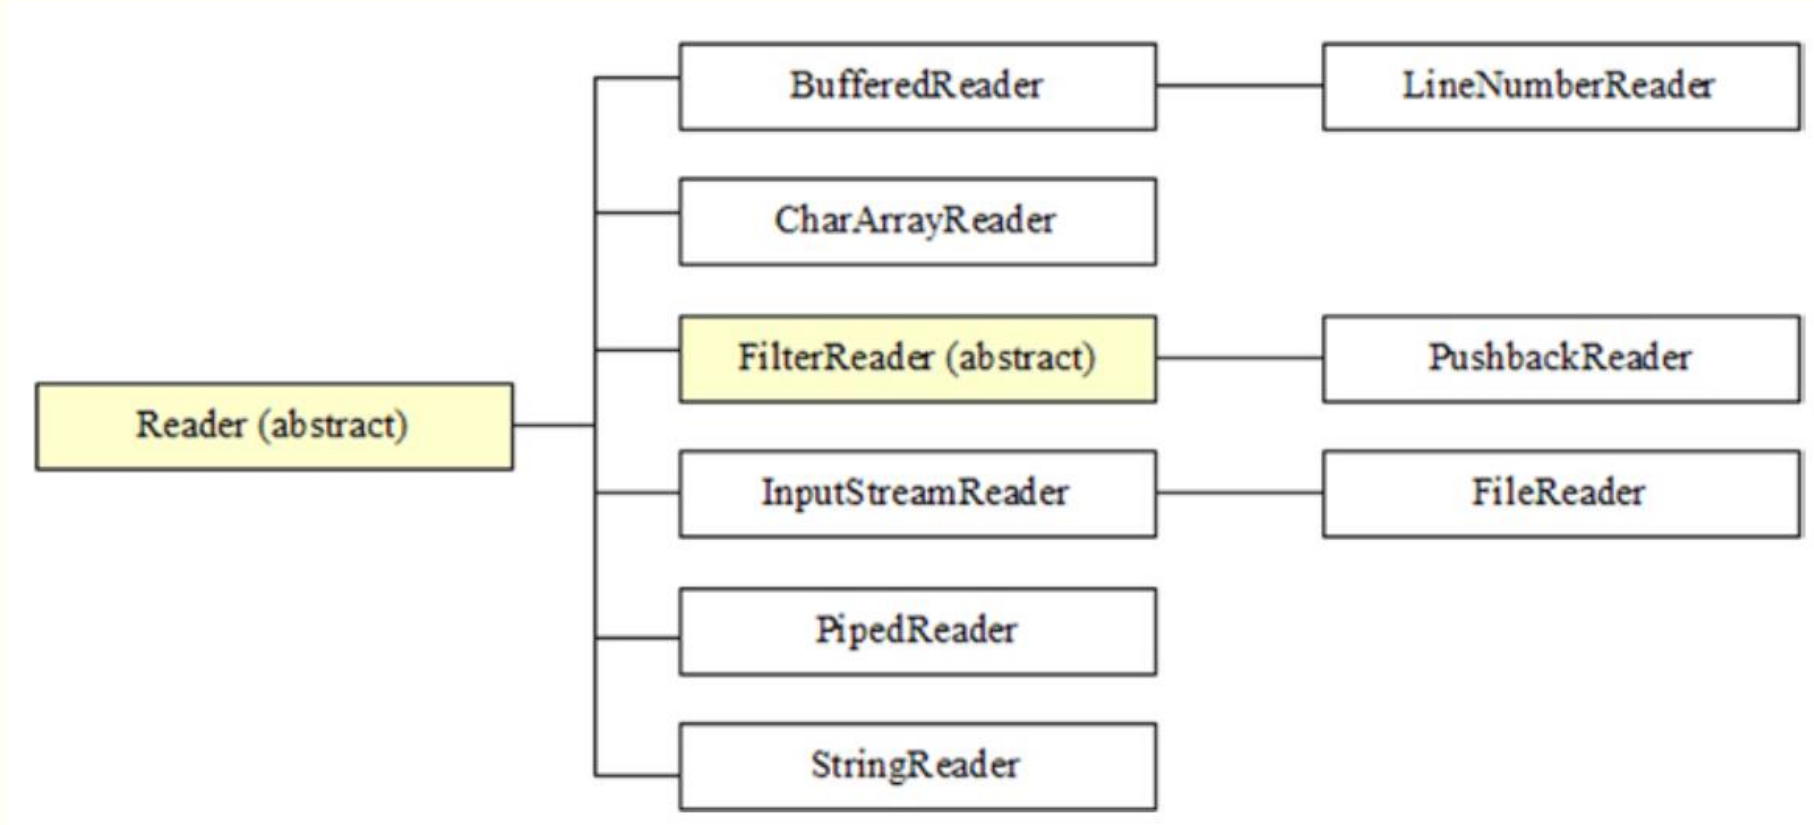 BufferedReader
LineNumberReader
CharArrayReader
FilterReader (abstract)
PushbackReader
Reader (abstract)
InputStreamReader
FileReader
PipedReader
StringReader